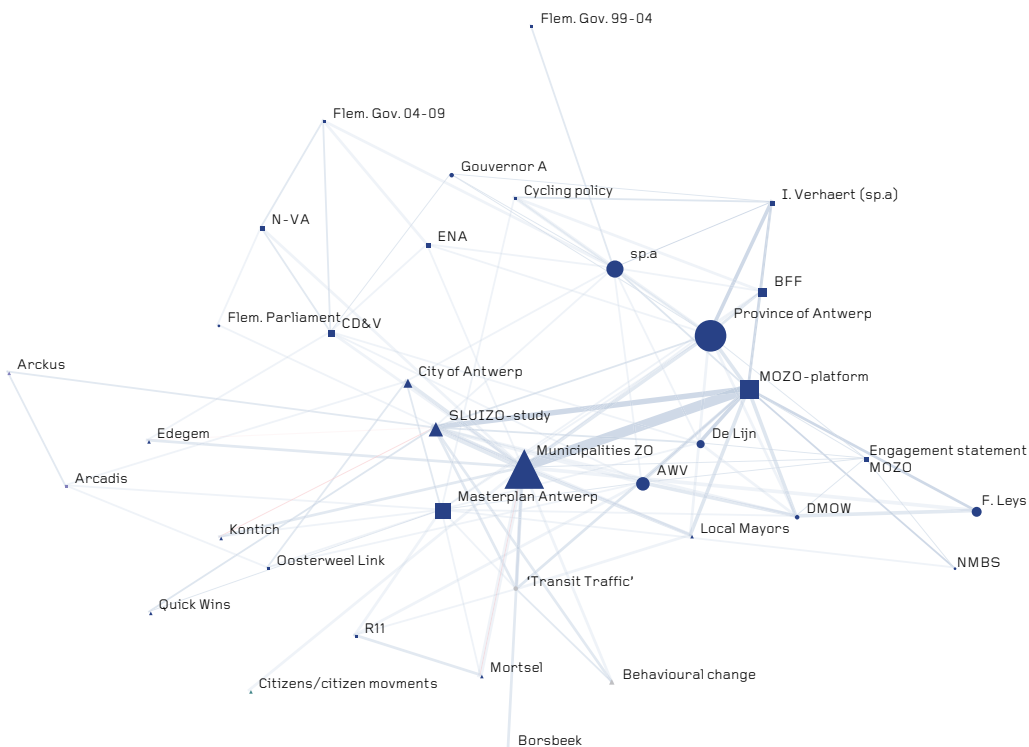 Flem. Gov. 99-04
Flem. Gov. 04-09
Gouvernor A
Cycling policy
I. Verhaert (sp.a)
N-VA
ENA
sp.a
BFF
Province of Antwerp
Flem. Parliament
CD&V
Arckus
City of Antwerp
MOZO-platform
SLUIZO-study
Edegem
De Lijn
Municipalities ZO
Engagement statement
MOZO
AWV
Arcadis
Masterplan Antwerp
F. Leys
DMOW
Kontich
Local Mayors
Oosterweel Link
NMBS
'Transit Traffic'
Quick Wins
R11
Mortsel
Behavioural change
Citizens/citizen movments
Borsbeek